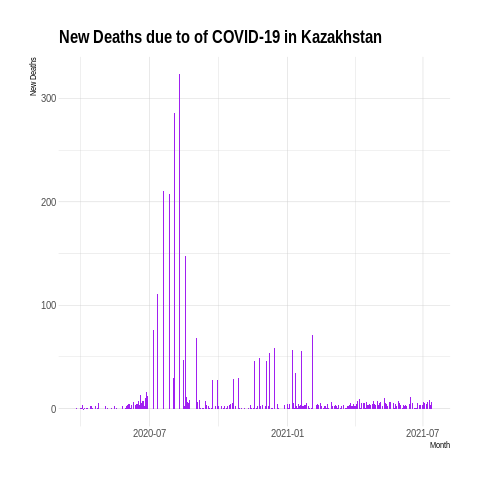 New Deaths due to of COVID-19 in Kazakhstan
New Deaths
300
200
100
0
2020-07
2021-01
2021-07
Month